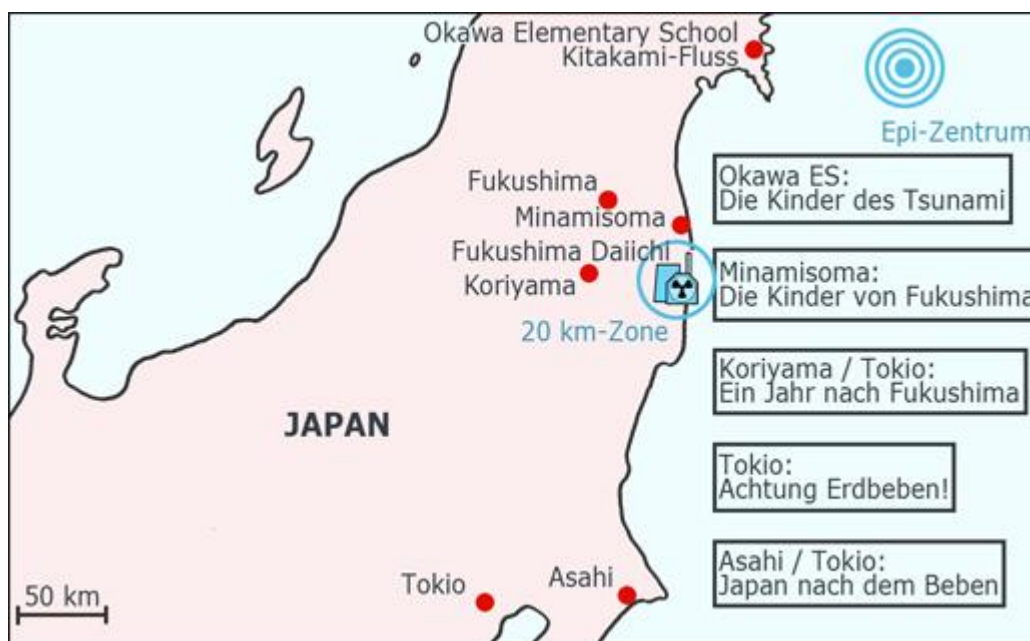 Okawa Elementary School
Kitakami-Fluss
Epi-Zentrum
Okawa ES:
Die Kinder des Tsunami
Fukushima
Minamisoma
Fukushima Daiichi
Koriyama
20 km-Zone
Minamisoma:
Die Kinder von Fukushima
Koriyama / Tokio:
Ein Jahr nach Fukushima
JAPAN
Tokio:
Achtung Erdbeben!
Asahi / Tokio:
Japan nach dem Beben
Tokio
Asahi
50 km